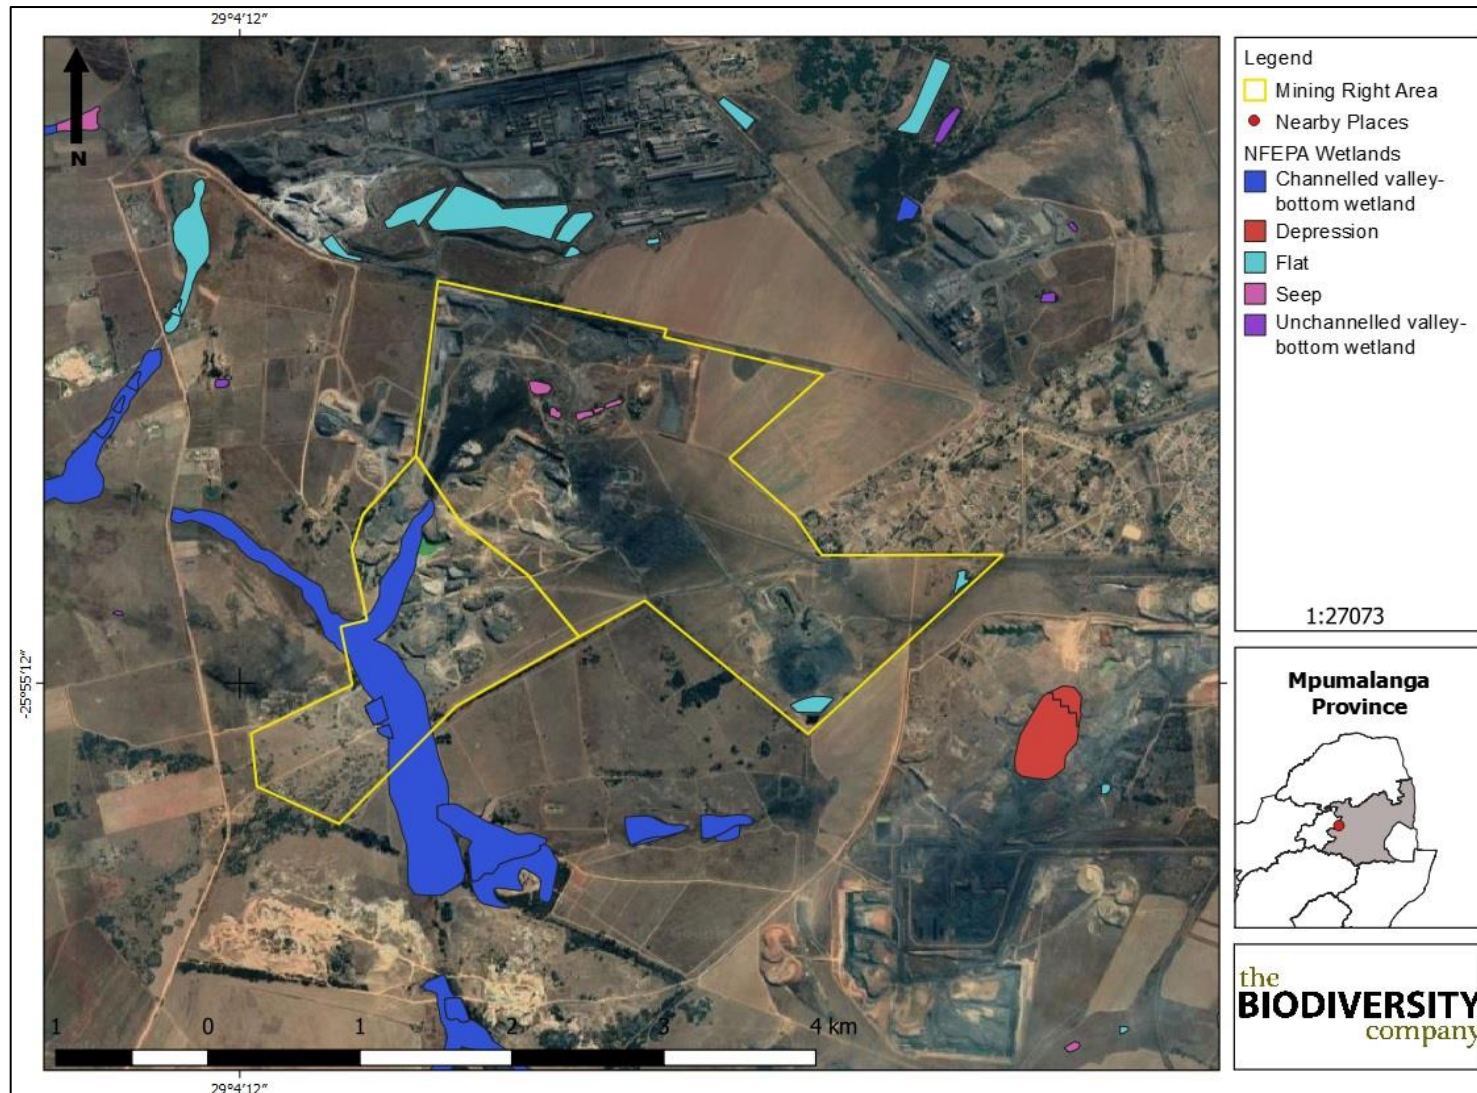 29°4'12"
N
-25°55'12"
1 0 1 2 3 4 km
29°4'12"
Legend
Mining Right Area
Nearby Places
NFEPA Wetlands
Channelled valley-
bottom wetland
Depression
Flat
Seep
Unchannelled valley-
bottom wetland
1:27073
Mpumalanga
Province
the
BIODIVERSITY
company